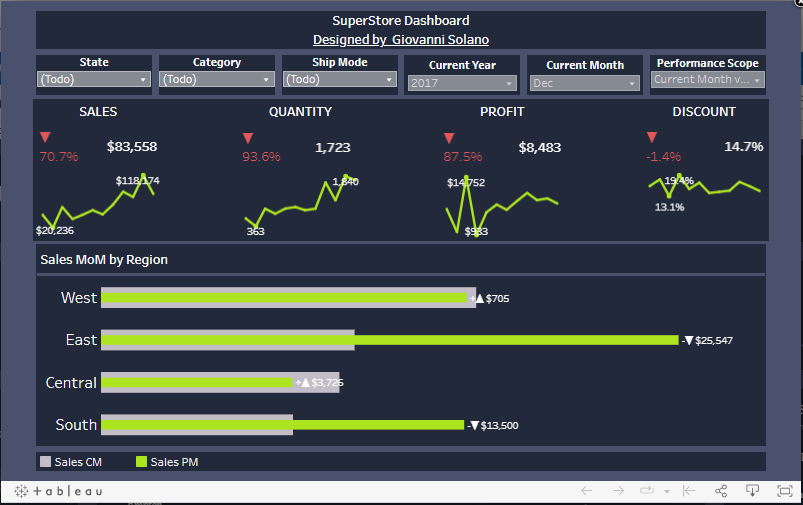 SuperStore Dashboard
Designed by Giovanni Solano
State Category Ship Mode Current Year Current Month Performance Scope
(Todo) (Todo) (Todo) 2017 Dec Current Month v...
SALES QUANTITY PROFIT DISCOUNT
▼ $83,558 ▼ 1,723 ▼ $8,483 ▼ 14.7%
70.7% 93.6% 87.5% -1.4%
$118,174 1,840 $14,752 19.4%
13.1%
$20,236 363 $933
Sales MoM by Region
West +▲$705
East -▼$25,547
Central +▲$3,726
South -▼$13,500
Sales CM Sales PM
+ableau